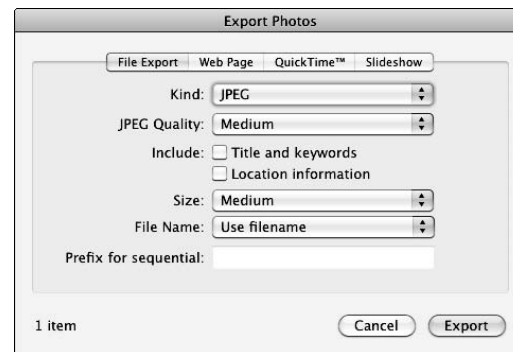 Export Photos
File Export Web Page QuickTime™ Slideshow
Kind: JPEG
JPEG Quality: Medium
Include: Title and keywords
Location information
Size: Medium
File Name: Use filename
Prefix for sequential:
1 item Cancel Export